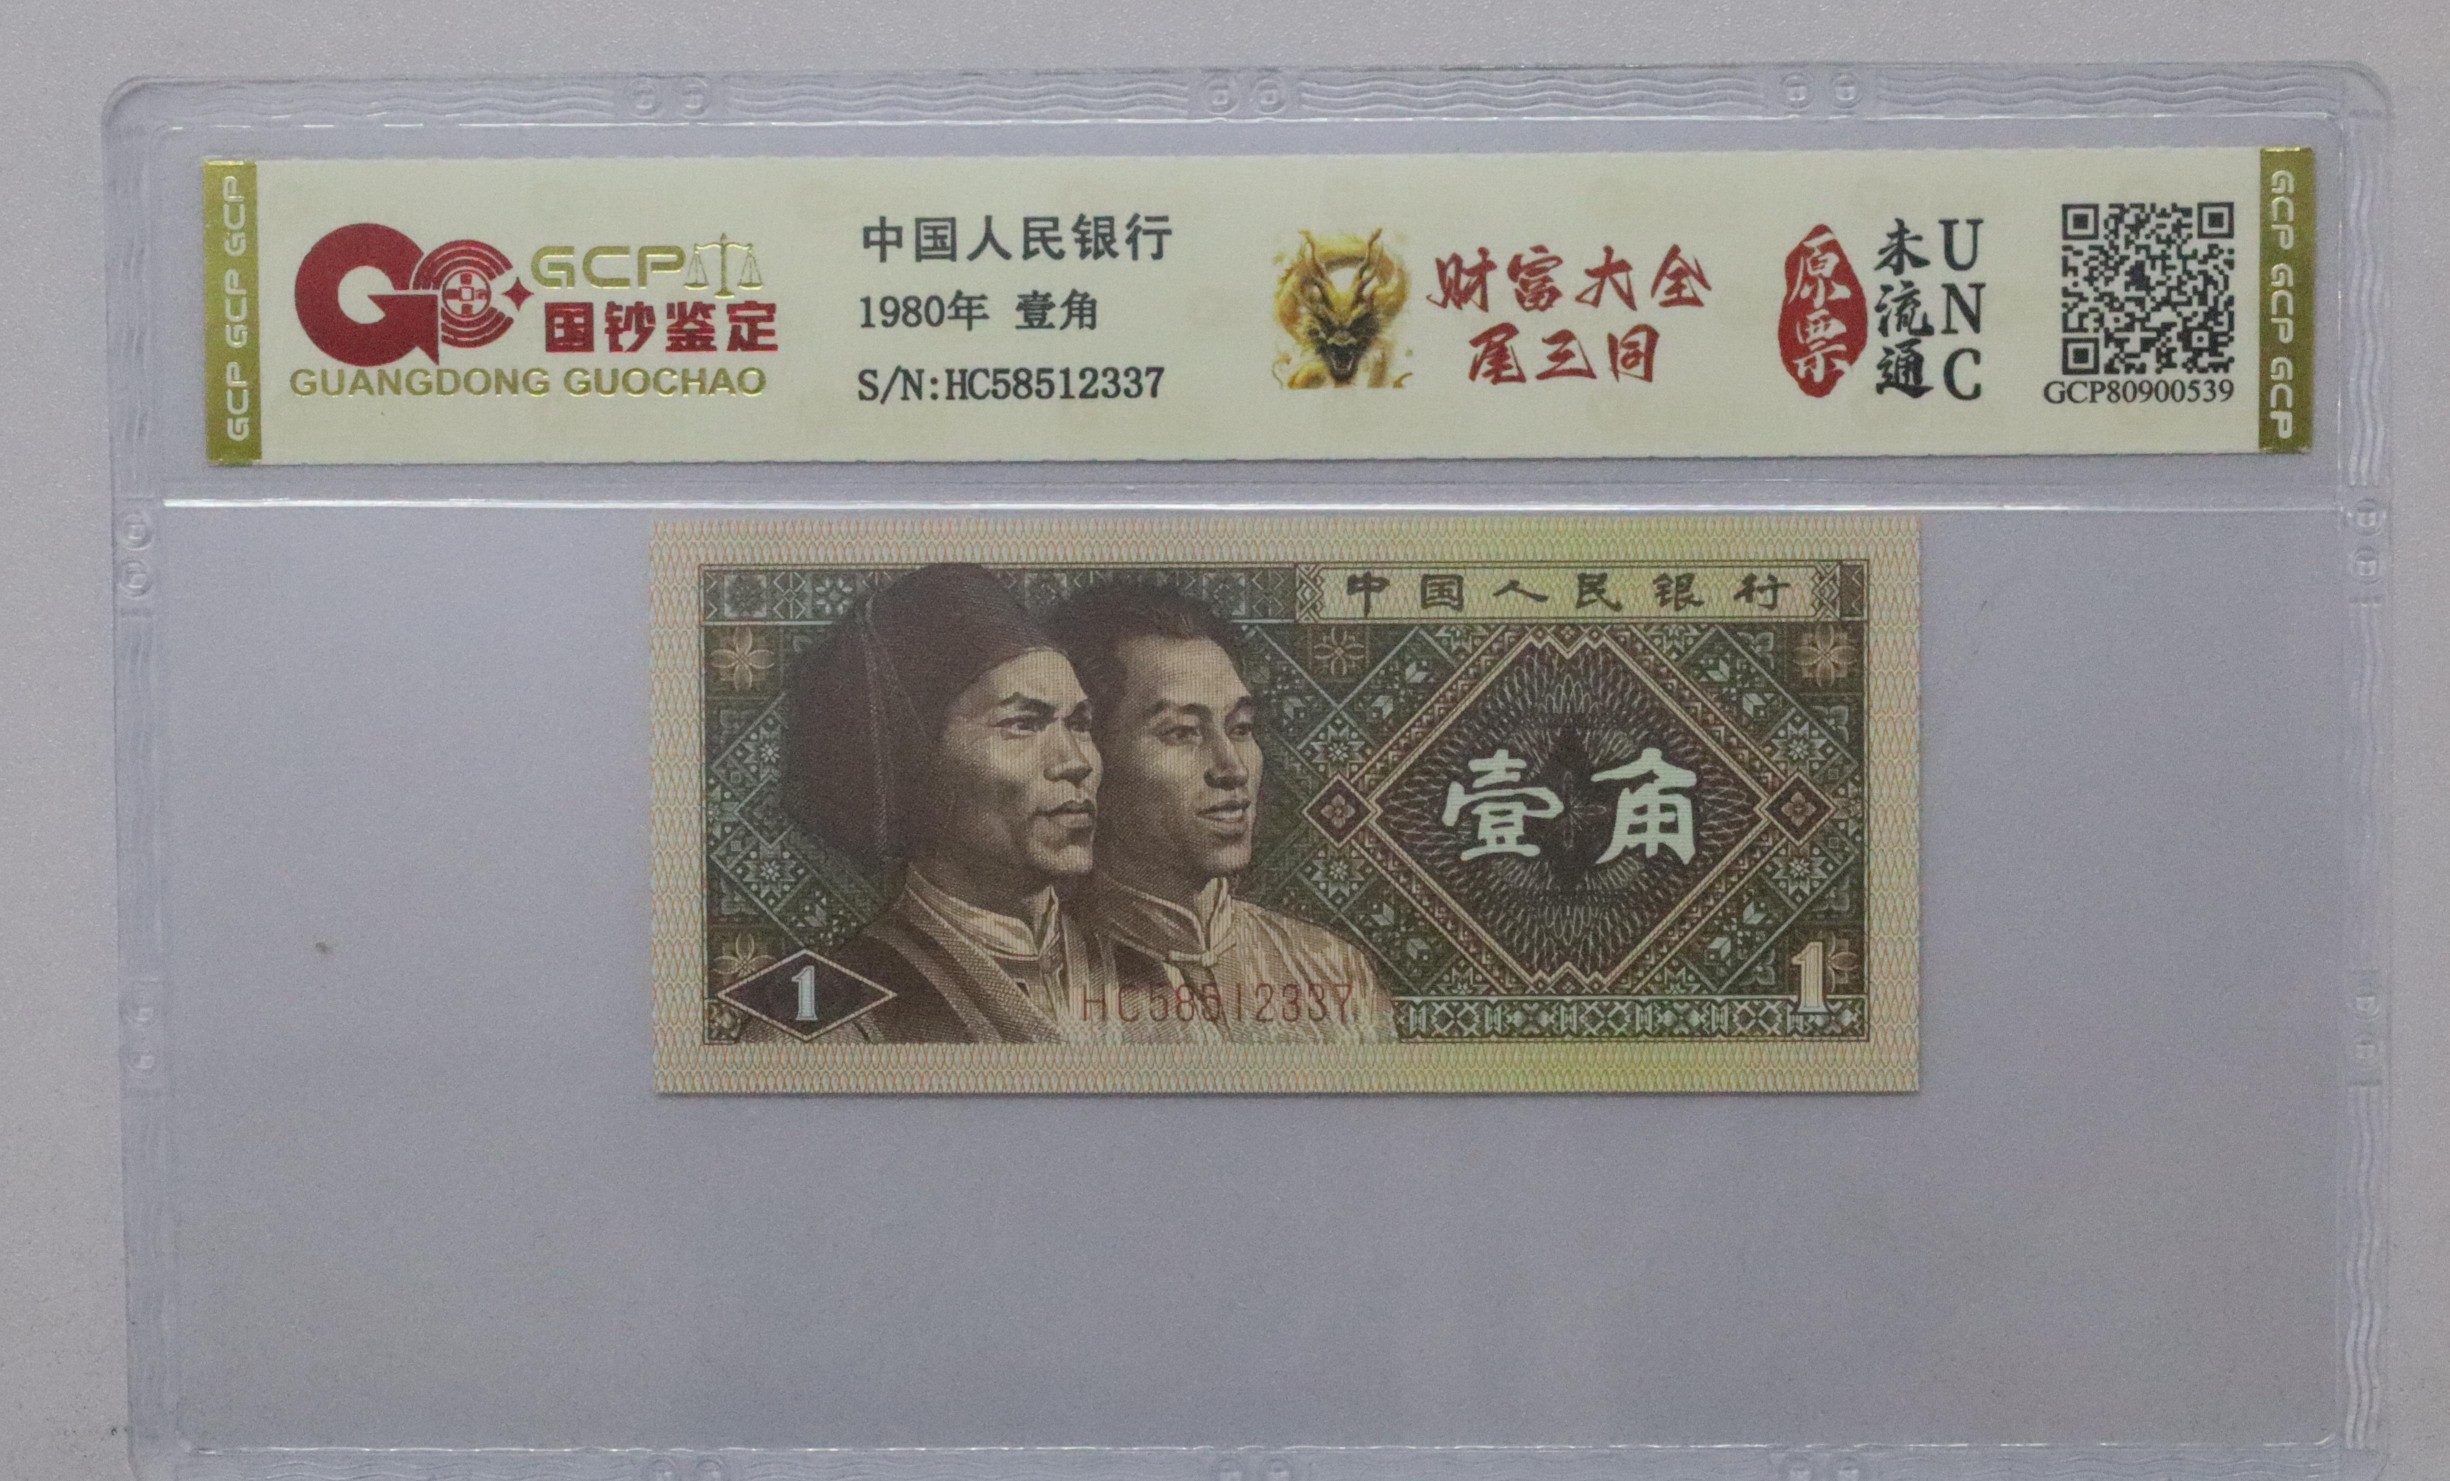 GCP GCP GCP
GCP
国钞鉴定
GUANGDONG GUOCHAO
中国人民银行
1980年 壹角
S/N:HC58512337
财富大全
尾三同
原票
未流通
UNC
GCP80900539
GCP GCP GCP
中国人民银行
壹角
1
HC58512337
1